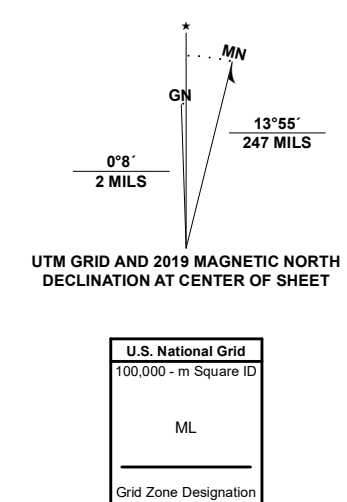 ★
MN
GN
13°55´
247 MILS
0°8´
2 MILS
UTM GRID AND 2019 MAGNETIC NORTH
DECLINATION AT CENTER OF SHEET
U.S. National Grid
100,000 - m Square ID
ML
Grid Zone Designation